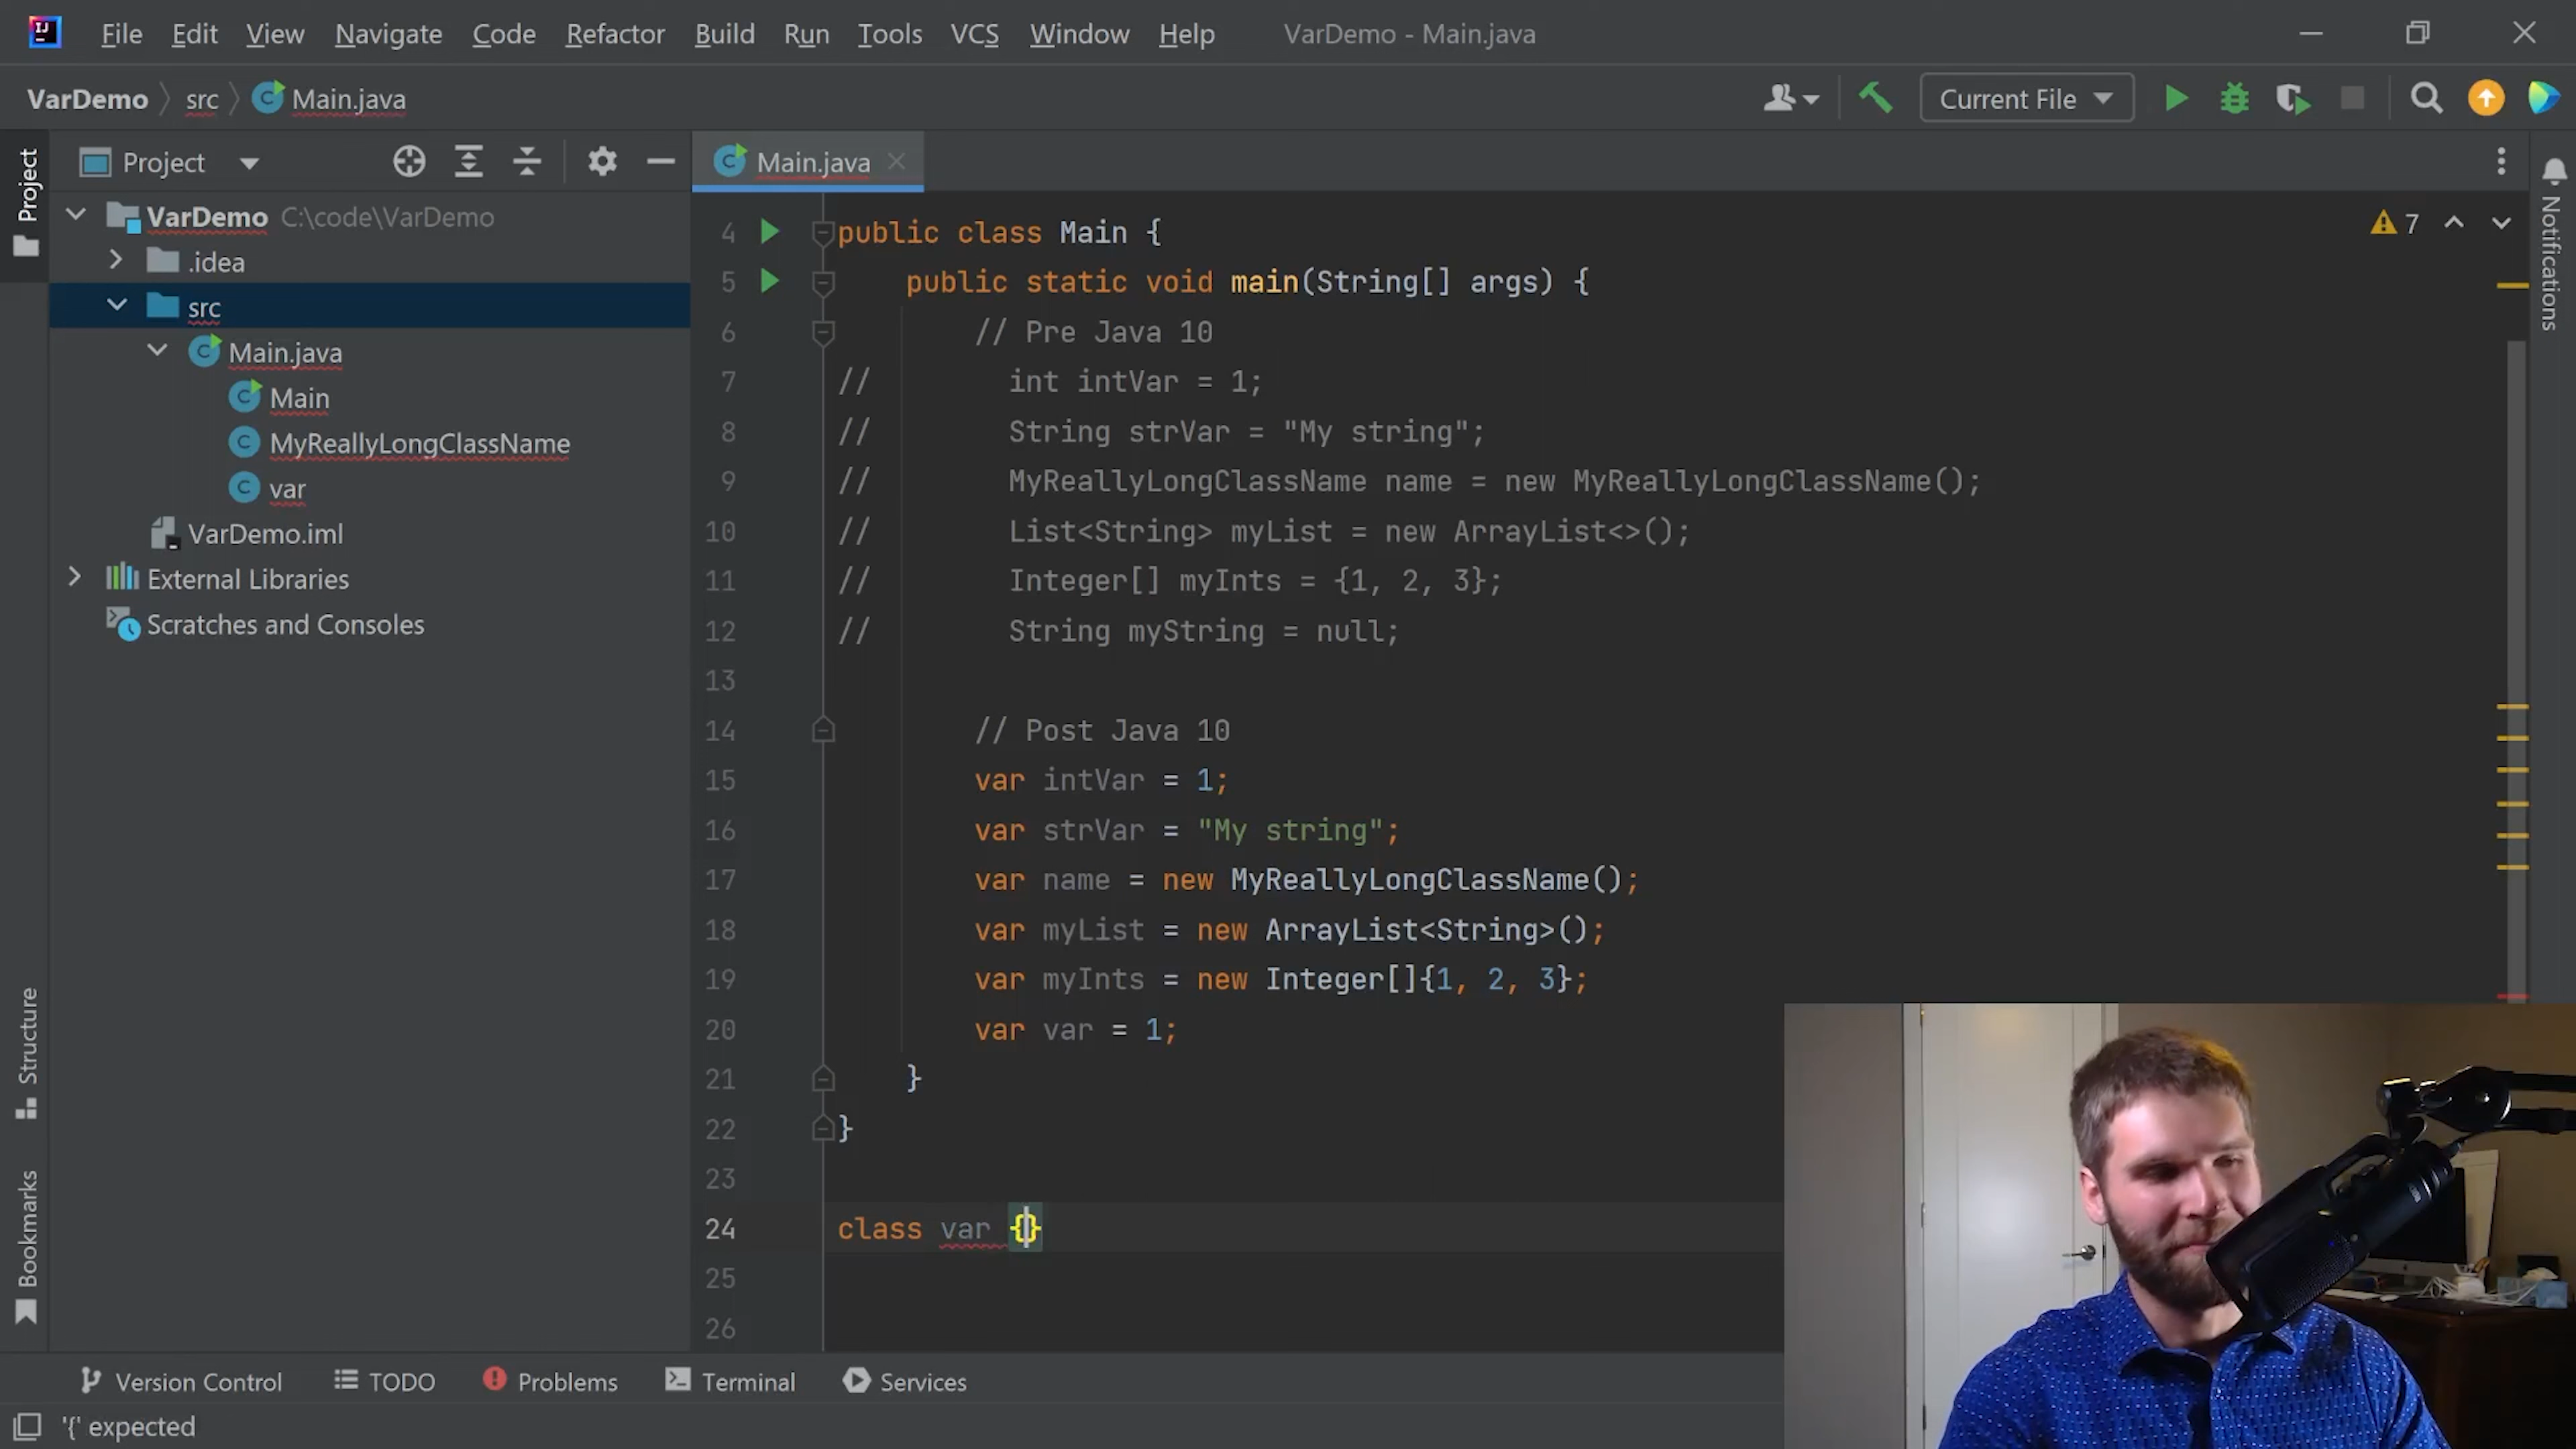 File Edit View Navigate Code Refactor Build Run Tools VCS Window Help VarDemo - Main.java
VarDemo src Main.java Current File
Project Main.java
Project
VarDemo C:\code\VarDemo
.idea
src
Main.java
Main
MyReallyLongClassName
var
VarDemo.iml
External Libraries
Scratches and Consoles
Structure
Bookmarks
4 public class Main {
5 public static void main(String[] args) {
6 // Pre Java 10
7 // int intVar = 1;
8 // String strVar = "My string";
9 // MyReallyLongClassName name = new MyReallyLongClassName();
10 // List<String> myList = new ArrayList<>();
11 // Integer[] myInts = {1, 2, 3};
12 // String myString = null;
13
14 // Post Java 10
15 var intVar = 1;
16 var strVar = "My string";
17 var name = new MyReallyLongClassName();
18 var myList = new ArrayList<String>();
19 var myInts = new Integer[]{1, 2, 3};
20 var var = 1;
21 }
22 }
23
24 class var {}
25
26
7
Notifications
Version Control TODO Problems Terminal Services
'{' expected